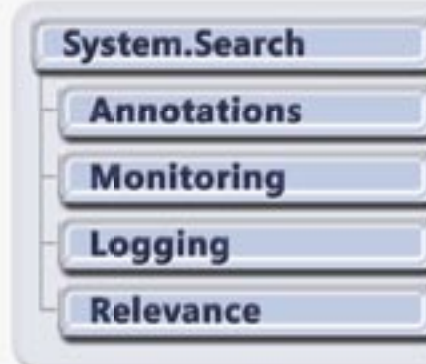 System.Search
Annotations
Monitoring
Logging
Relevance